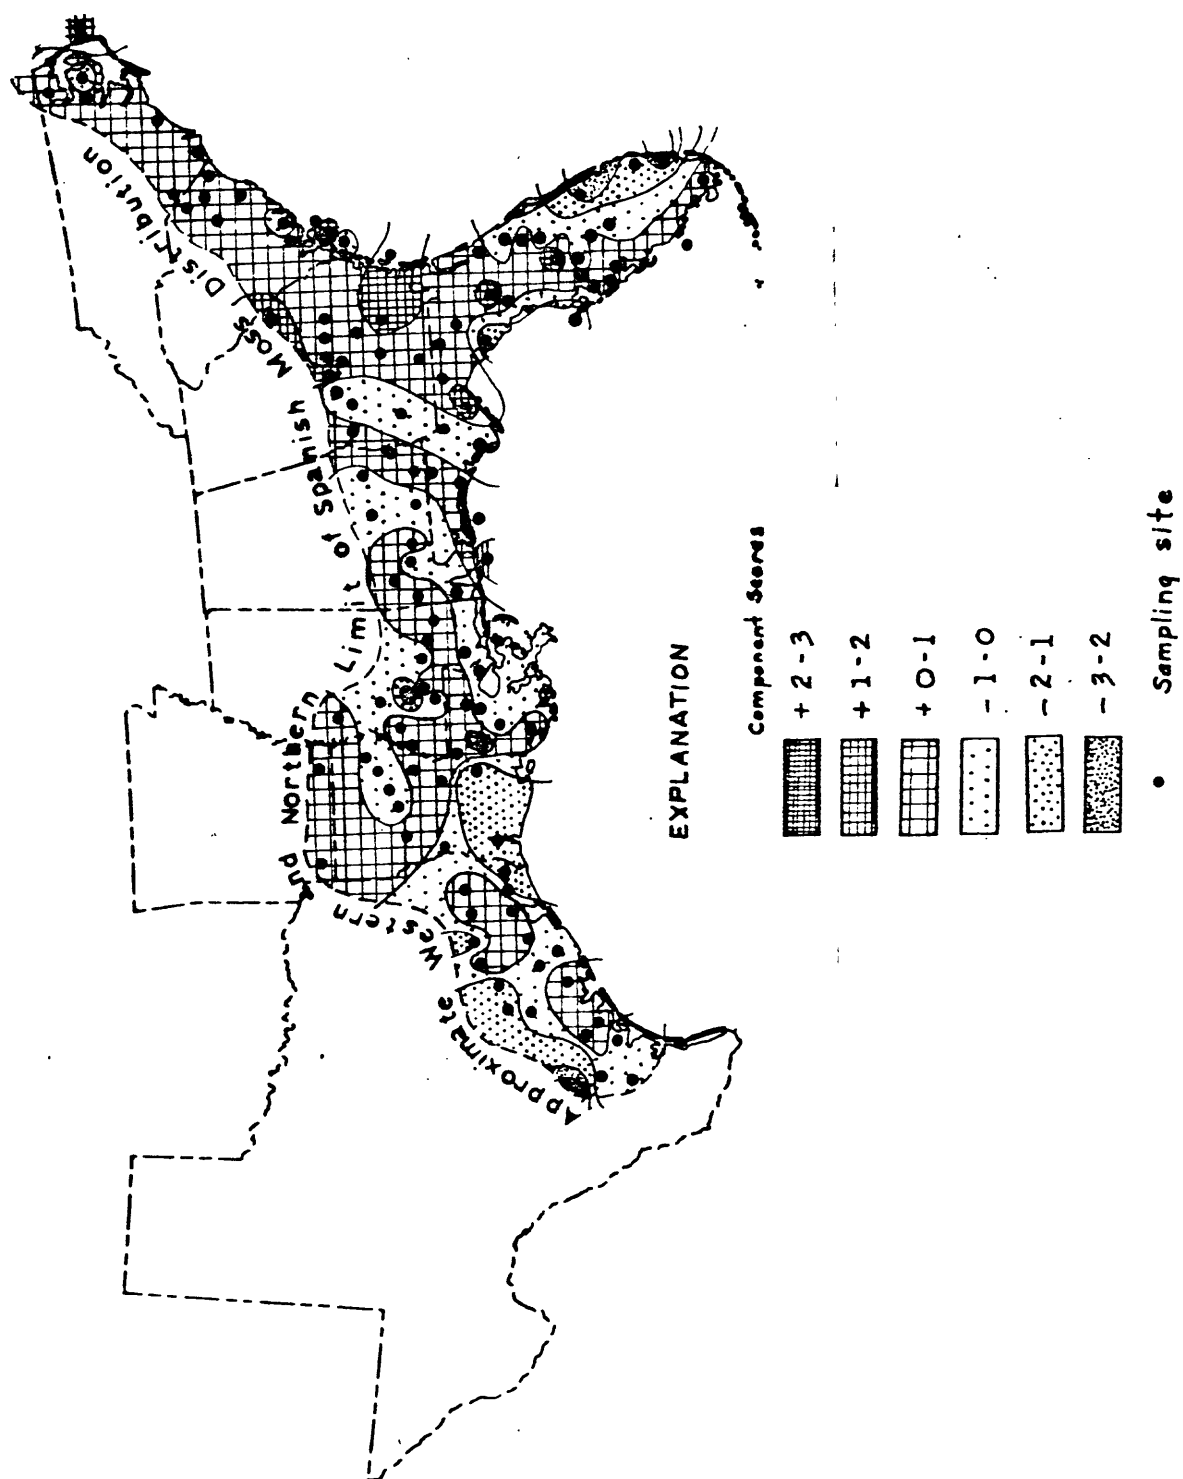 Approximate Western and Northern Limit of Spanish Moss Distribution
EXPLANATION
Component Scores
+2-3
+1-2
+0-1
-1-0
-2-1
-3-2
Sampling site